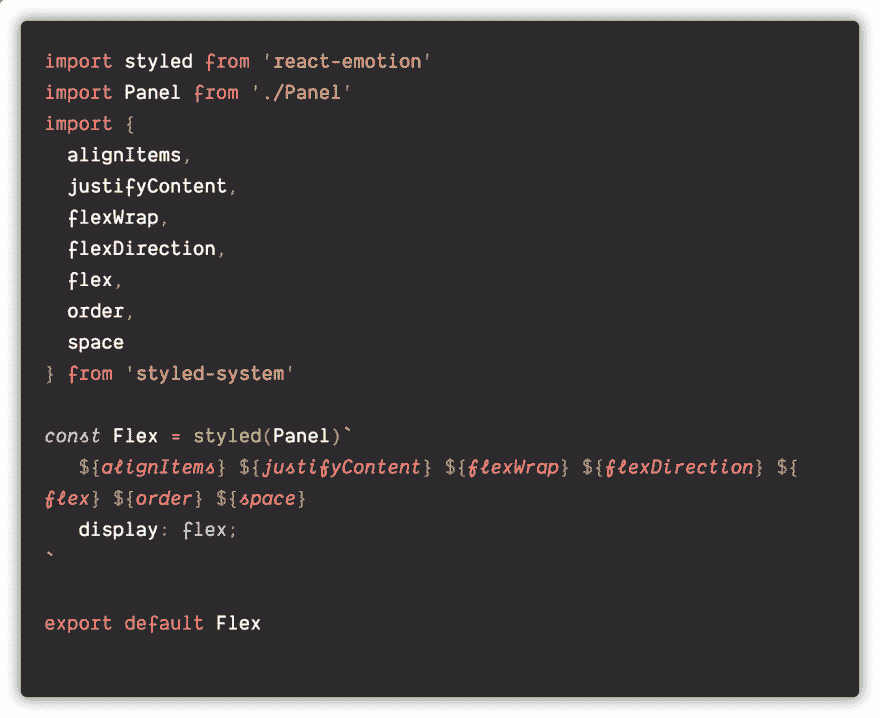 import styled from 'react-emotion'
import Panel from './Panel'
import {
  alignItems,
  justifyContent,
  flexWrap,
  flexDirection,
  flex,
  order,
  space
} from 'styled-system'

const Flex = styled(Panel)`
   ${alignItems} ${justifyContent} ${flexWrap} ${flexDirection} ${
flex} ${order} ${space}
   display: flex;
`

export default Flex